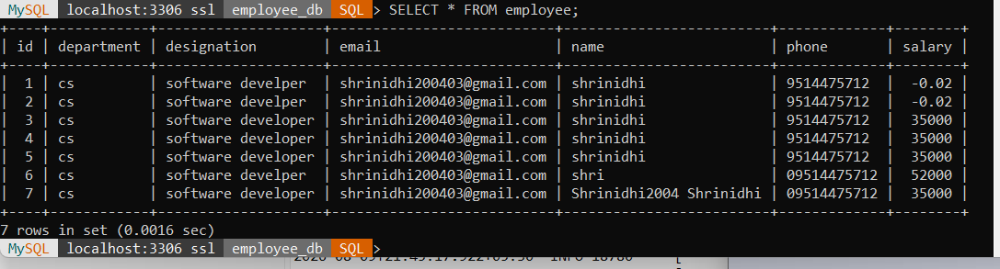 MySQL localhost:3306 ssl employee_db SQL> SELECT * FROM employee;
+----+------------+--------------------+--------------------------+-------------------------+-------------+--------+
| id | department | designation        | email                    | name                    | phone       | salary |
+----+------------+--------------------+--------------------------+-------------------------+-------------+--------+
|  1 | cs         | software develper  | shrinidhi200403@gmail.com | shrinidhi               | 9514475712  |  -0.02 |
|  2 | cs         | software develper  | shrinidhi200403@gmail.com | shrinidhi               | 9514475712  |  -0.02 |
|  3 | cs         | software developer | shrinidhi200403@gmail.com | shrinidhi               | 9514475712  |  35000 |
|  4 | cs         | software developer | shrinidhi200403@gmail.com | shrinidhi               | 9514475712  |  35000 |
|  5 | cs         | software developer | shrinidhi200403@gmail.com | shrinidhi               | 9514475712  |  35000 |
|  6 | cs         | software develper  | shrinidhi200403@gmail.com | shri                    | 09514475712 |  52000 |
|  7 | cs         | software developer | shrinidhi200403@gmail.com | Shrinidhi2004 Shrinidhi | 09514475712 |  35000 |
+----+------------+--------------------+--------------------------+-------------------------+-------------+--------+
7 rows in set (0.0016 sec)
MySQL localhost:3306 ssl employee_db SQL>